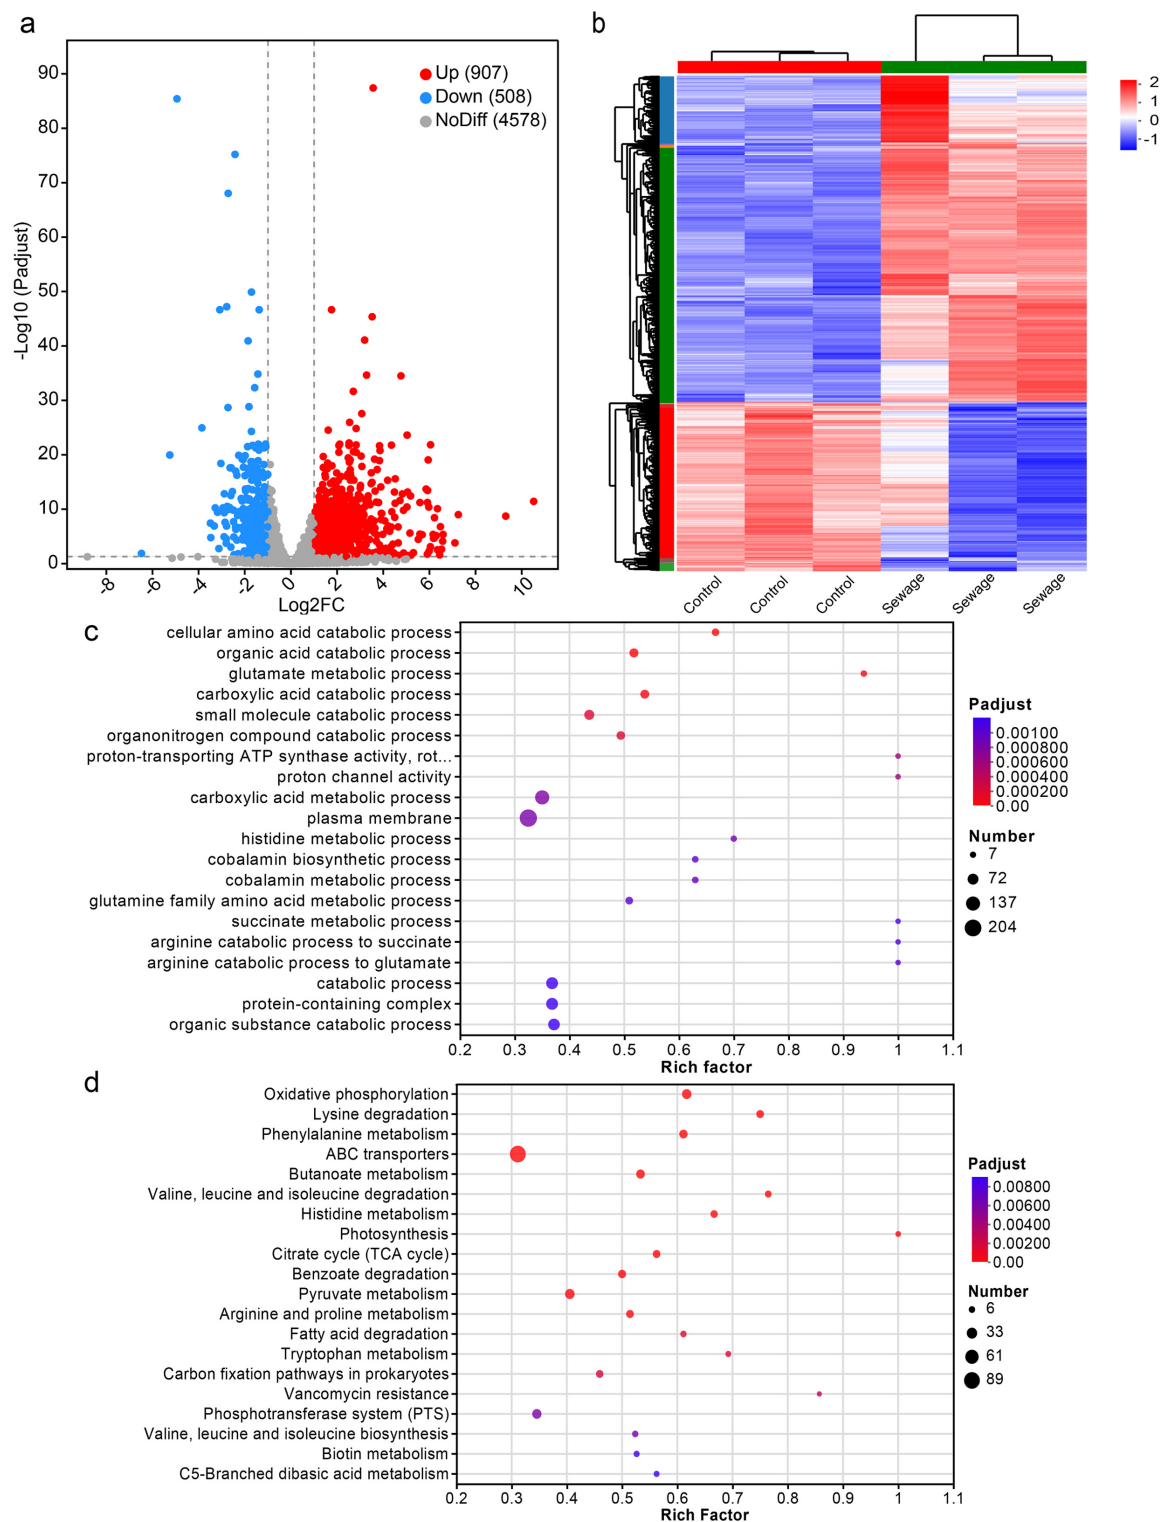 a
-Log10 (Padjust)
90
80
70
60
50
40
30
20
10
0
Up (907)
Down (508)
NoDiff (4578)
-8
-6
-4
-2
0
2
4
6
8
10
Log2FC
b
2
1
0
-1
Control
Control
Control
Sewage
Sewage
Sewage
c
cellular amino acid catabolic process
organic acid catabolic process
glutamate metabolic process
carboxylic acid catabolic process
small molecule catabolic process
organonitrogen compound catabolic process
proton-transporting ATP synthase activity, rot...
proton channel activity
carboxylic acid metabolic process
plasma membrane
histidine metabolic process
cobalamin biosynthetic process
cobalamin metabolic process
glutamine family amino acid metabolic process
succinate metabolic process
arginine catabolic process to succinate
arginine catabolic process to glutamate
catabolic process
protein-containing complex
organic substance catabolic process
0.2 0.3 0.4 0.5 0.6 0.7 0.8 0.9 1 1.1
Rich factor
Padjust
0.00100
0.000800
0.000600
0.000400
0.000200
0.00
Number
7
72
137
204
d
Oxidative phosphorylation
Lysine degradation
Phenylalanine metabolism
ABC transporters
Butanoate metabolism
Valine, leucine and isoleucine degradation
Histidine metabolism
Photosynthesis
Citrate cycle (TCA cycle)
Benzoate degradation
Pyruvate metabolism
Arginine and proline metabolism
Fatty acid degradation
Tryptophan metabolism
Carbon fixation pathways in prokaryotes
Vancomycin resistance
Phosphotransferase system (PTS)
Valine, leucine and isoleucine biosynthesis
Biotin metabolism
C5-Branched dibasic acid metabolism
0.2 0.3 0.4 0.5 0.6 0.7 0.8 0.9 1 1.1
Rich Factor
Padjust
0.00800
0.00600
0.00400
0.00200
0.00
Number
6
33
61
89